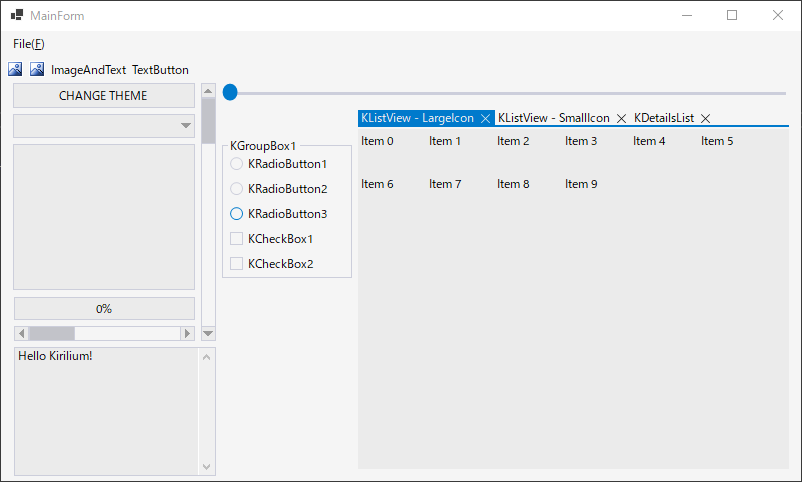 MainForm
File(F)
ImageAndText TextButton
CHANGE THEME
0%
Hello Kirilium!
KGroupBox1
KRadioButton1
KRadioButton2
KRadioButton3
KCheckBox1
KCheckBox2
KListView - LargeIcon KListView - SmallIcon KDetailsList
Item 0 Item 1 Item 2 Item 3 Item 4 Item 5
Item 6 Item 7 Item 8 Item 9